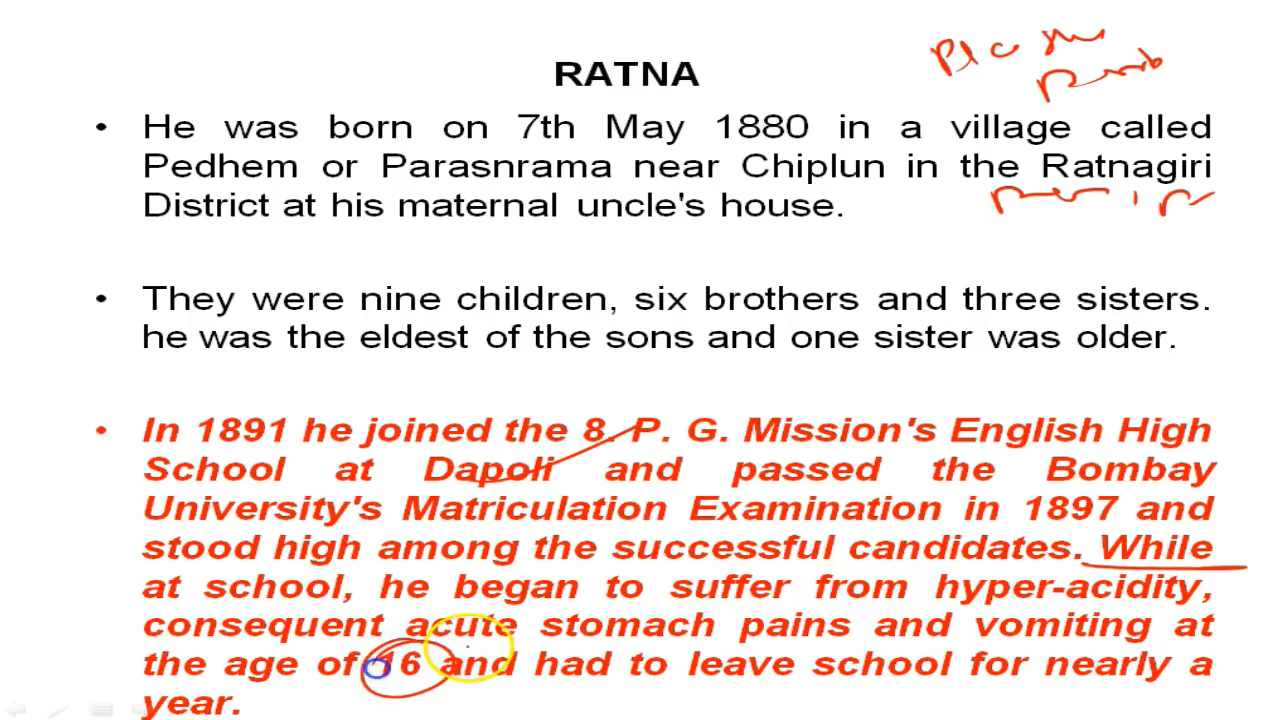 RATNA
• He was born on 7th May 1880 in a village called
Pedhem or Parasnrama near Chiplun in the Ratnagiri
District at his maternal uncle's house.
• They were nine children, six brothers and three sisters.
he was the eldest of the sons and one sister was older.
• In 1891 he joined the 8. P. G. Mission's English High
School at Dapoli and passed the Bombay
University's Matriculation Examination in 1897 and
stood high among the successful candidates. While
at school, he began to suffer from hyper-acidity,
consequent acute stomach pains and vomiting at
the age of 16 and had to leave school for nearly a
year.